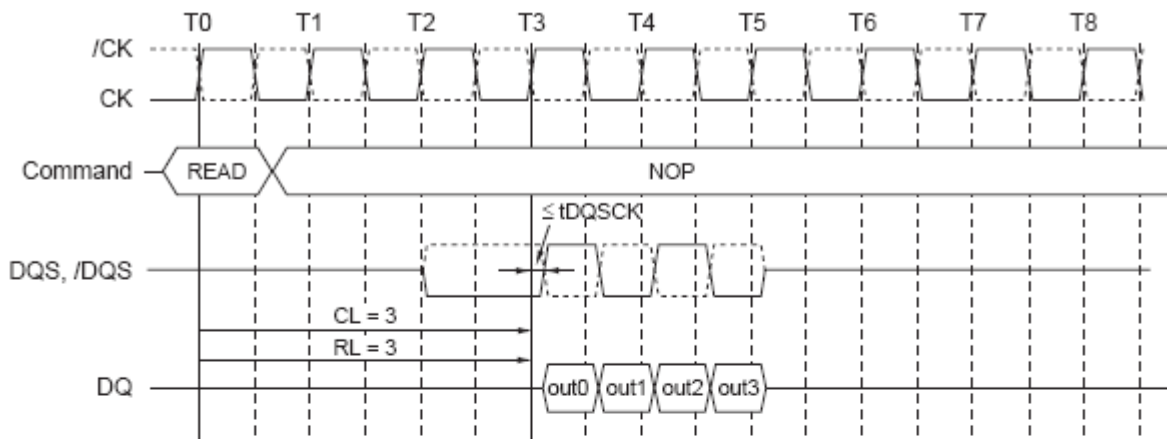 T0 T1 T2 T3 T4 T5 T6 T7 T8
/CK
CK
Command READ NOP
≤ tDQSCK
DQS, /DQS
CL = 3
RL = 3
DQ out0 out1 out2 out3